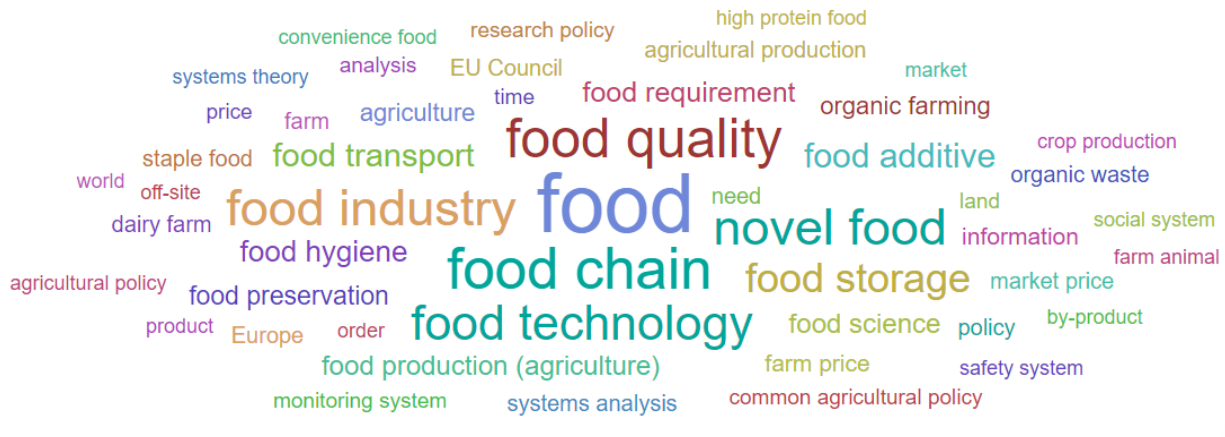 high protein food
convenience food
research policy
agricultural production
systems theory
analysis
EU Council
market
price
farm
agriculture
time
food requirement
organic farming
staple food
food transport
food quality
food additive
crop production
world
off-site
food industry
food
need
land
organic waste
dairy farm
food hygiene
novel food
information
social system
farm animal
agricultural policy
food preservation
food chain
food storage
market price
product
Europe
order
food technology
food science
policy
by-product
food production (agriculture)
farm price
safety system
monitoring system
systems analysis
common agricultural policy